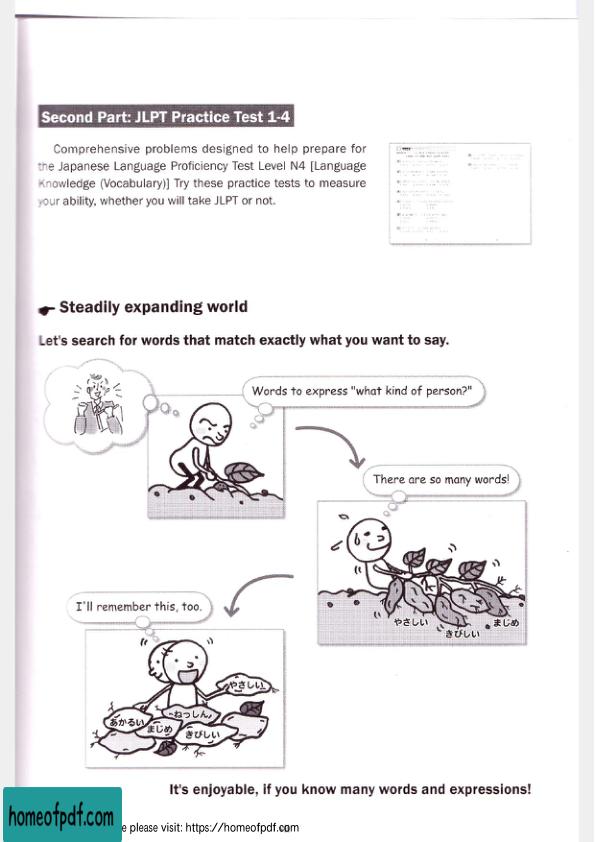 Second Part: JLPT Practice Test 1-4
Comprehensive problems designed to help prepare for
the Japanese Language Proficiency Test Level N4 [Language
Knowledge (Vocabulary)] Try these practice tests to measure
your ability, whether you will take JLPT or not.
Steadily expanding world
Let's search for words that match exactly what you want to say.
Words to express "what kind of person?"
There are so many words!
やさしい
きびしい
まじめ
I'll remember this, too.
やさしい
ねっしん
あかるい
まじめ
きびしい
It's enjoyable, if you know many words and expressions!
homeofpdf.com
e please visit: https://homeofpdf.com